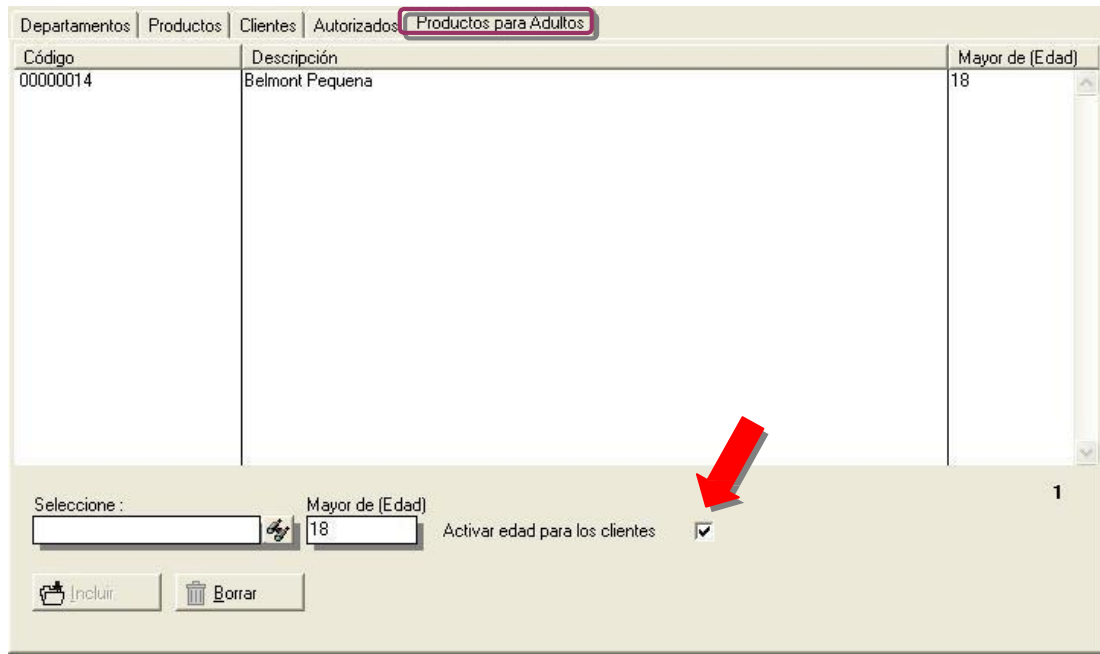 Departamentos Productos Clientes Autorizados Productos para Adultos
Código Descripción Mayor de (Edad)
00000014 Belmont Pequena 18
1
Seleccione : Mayor de (Edad)
18 Activar edad para los clientes
Incluir Borrar